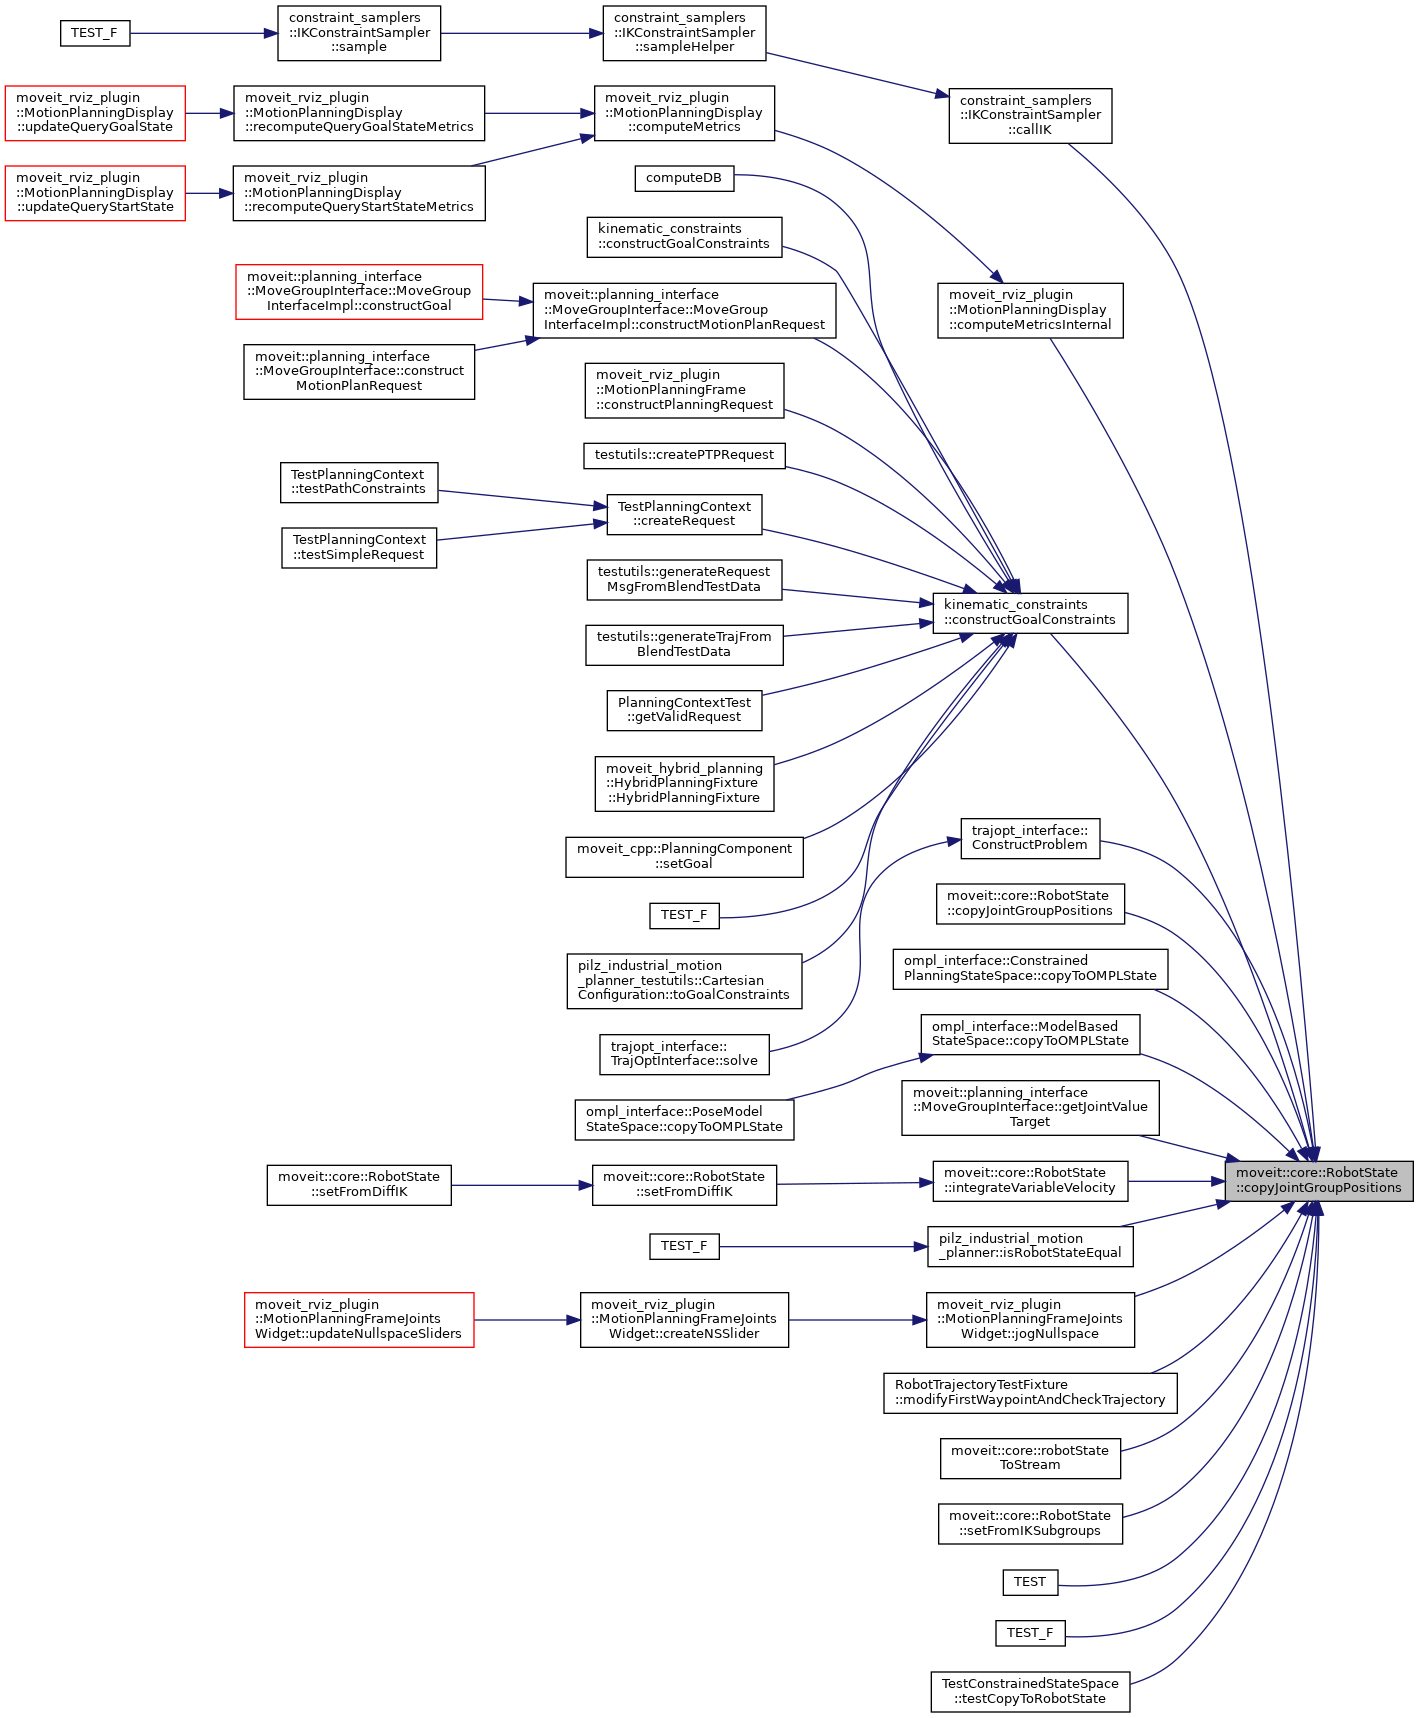 TEST_F
constraint_samplers
::IKConstraintSampler
::sample
constraint_samplers
::IKConstraintSampler
::sampleHelper
constraint_samplers
::IKConstraintSampler
::callIK
moveit_rviz_plugin
::MotionPlanningDisplay
::updateQueryGoalState
moveit_rviz_plugin
::MotionPlanningDisplay
::recomputeQueryGoalStateMetrics
moveit_rviz_plugin
::MotionPlanningDisplay
::computeMetrics
moveit_rviz_plugin
::MotionPlanningDisplay
::updateQueryStartState
moveit_rviz_plugin
::MotionPlanningDisplay
::recomputeQueryStartStateMetrics
computeDB
kinematic_constraints
::constructGoalConstraints
moveit::planning_interface
::MoveGroupInterface::MoveGroup
InterfaceImpl::constructGoal
moveit::planning_interface
::MoveGroupInterface::MoveGroup
InterfaceImpl::constructMotionPlanRequest
moveit_rviz_plugin
::MotionPlanningDisplay
::computeMetricsInternal
moveit::planning_interface
::MoveGroupInterface::construct
MotionPlanRequest
moveit_rviz_plugin
::MotionPlanningFrame
::constructPlanningRequest
testutils::createPTPRequest
TestPlanningContext
::testPathConstraints
TestPlanningContext
::createRequest
TestPlanningContext
::testSimpleRequest
testutils::generateRequest
MsgFromBlendTestData
kinematic_constraints
::constructGoalConstraints
testutils::generateTrajFrom
BlendTestData
PlanningContextTest
::getValidRequest
moveit_hybrid_planning
::HybridPlanningFixture
::HybridPlanningFixture
moveit_cpp::PlanningComponent
::setGoal
trajopt_interface::
ConstructProblem
TEST_F
moveit::core::RobotState
::copyJointGroupPositions
pilz_industrial_motion
_planner_testutils::Cartesian
Configuration::toGoalConstraints
ompl_interface::Constrained
PlanningStateSpace::copyToOMPLState
trajopt_interface::
TrajOptInterface::solve
ompl_interface::ModelBased
StateSpace::copyToOMPLState
ompl_interface::PoseModel
StateSpace::copyToOMPLState
moveit::planning_interface
::MoveGroupInterface::getJointValue
Target
moveit::core::RobotState
::setFromDiffIK
moveit::core::RobotState
::setFromDiffIK
moveit::core::RobotState
::integrateVariableVelocity
moveit::core::RobotState
::copyJointGroupPositions
TEST_F
pilz_industrial_motion
_planner::isRobotStateEqual
moveit_rviz_plugin
::MotionPlanningFrameJoints
Widget::updateNullspaceSliders
moveit_rviz_plugin
::MotionPlanningFrameJoints
Widget::createNSSlider
moveit_rviz_plugin
::MotionPlanningFrameJoints
Widget::jogNullspace
RobotTrajectoryTestFixture
::modifyFirstWaypointAndCheckTrajectory
moveit::core::robotState
ToStream
moveit::core::RobotState
::setFromIKSubgroups
TEST
TEST_F
TestConstrainedStateSpace
::testCopyToRobotState